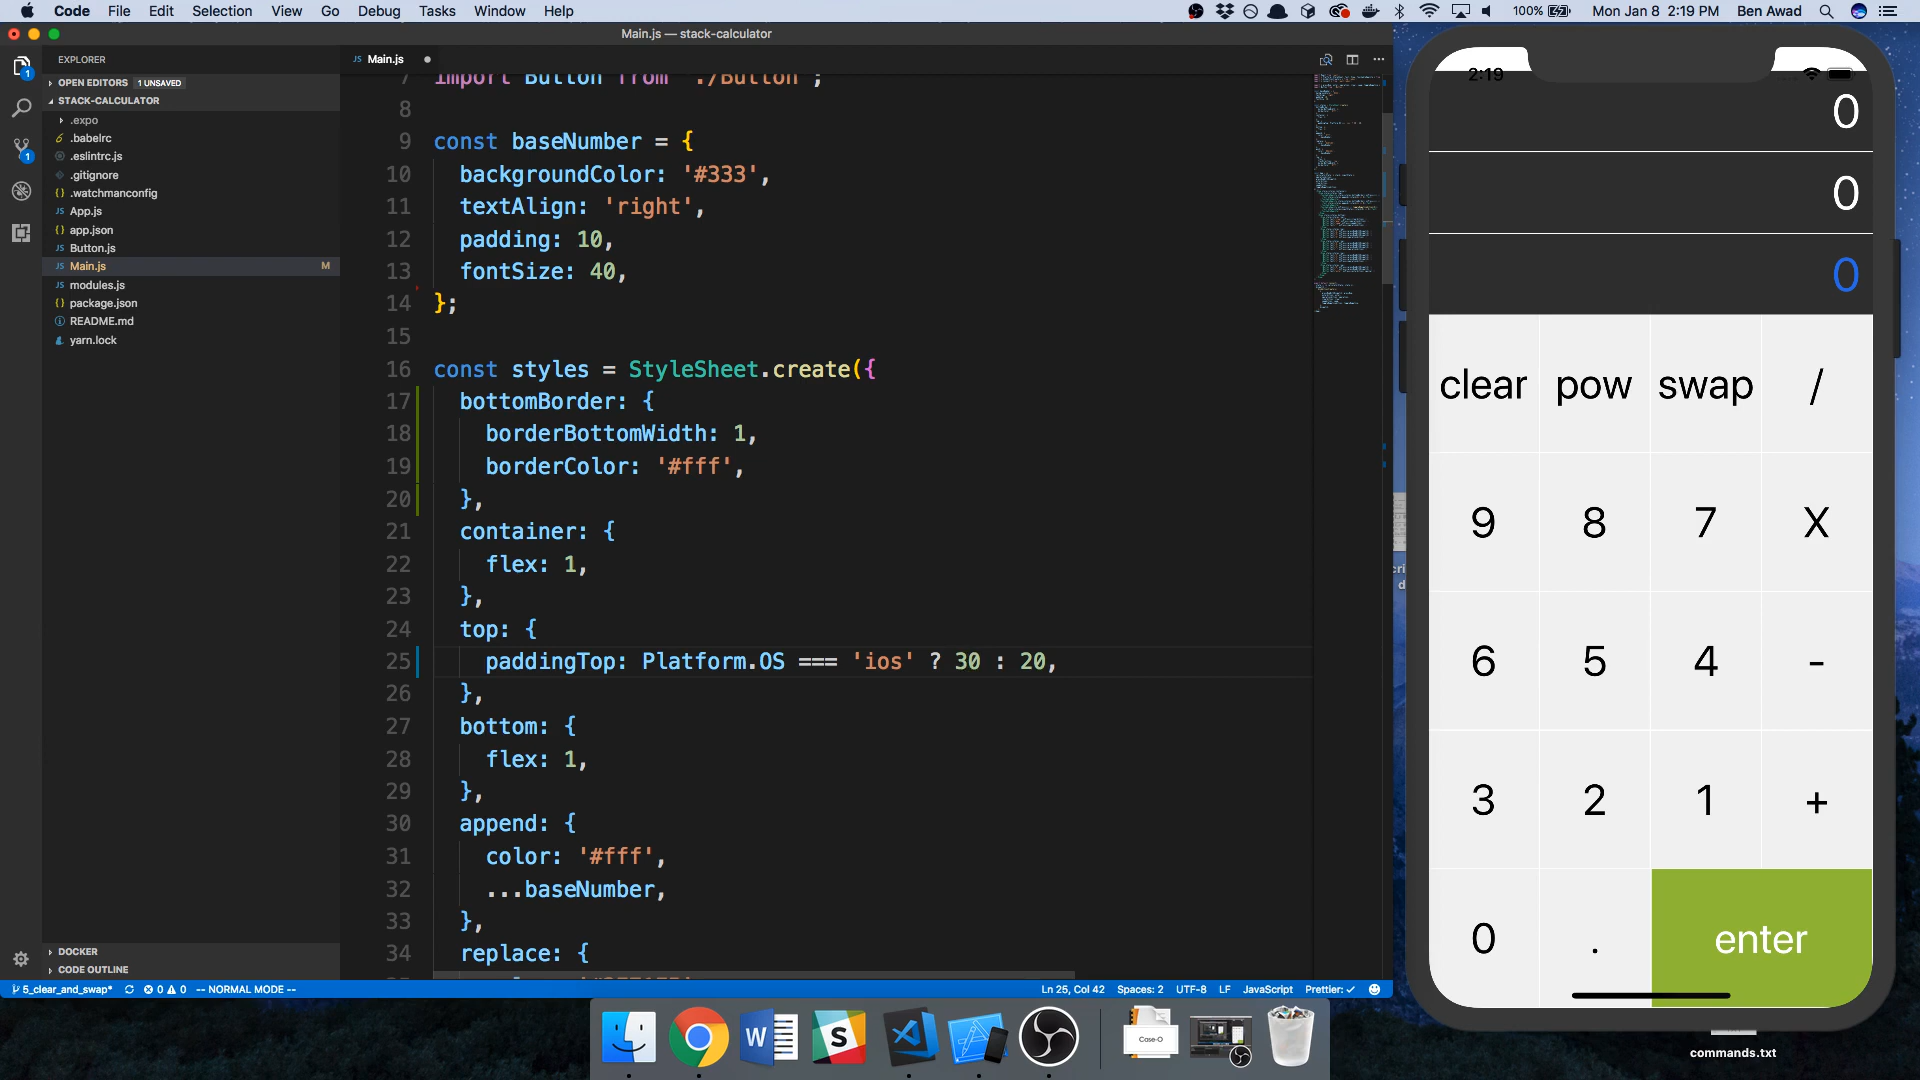 Code File Edit Selection View Go Debug Tasks Window Help
100% Mon Jan 8 2:19 PM Ben Awad
Main.js — stack-calculator
EXPLORER
OPEN EDITORS 1 UNSAVED
STACK-CALCULATOR
.expo
.babelrc
.eslintrc.js
.gitignore
.watchmanconfig
App.js
app.json
Button.js
Main.js M
modules.js
package.json
README.md
yarn.lock
DOCKER
CODE OUTLINE
JS Main.js
7 import Button from './Button';
8
9 const baseNumber = {
10 backgroundColor: '#333',
11 textAlign: 'right',
12 padding: 10,
13 fontSize: 40,
14 };
15
16 const styles = StyleSheet.create({
17 bottomBorder: {
18 borderBottomWidth: 1,
19 borderColor: '#fff',
20 },
21 container: {
22 flex: 1,
23 },
24 top: {
25 paddingTop: Platform.OS === 'ios' ? 30 : 20,
26 },
27 bottom: {
28 flex: 1,
29 },
30 append: {
31 color: '#fff',
32 ...baseNumber,
33 },
34 replace: {
5_clear_and_swap* 0 0 -- NORMAL MODE -- Ln 25, Col 42 Spaces: 2 UTF-8 LF JavaScript Prettier: ✓
2:19
0
0
0
clear pow swap /
9 8 7 X
6 5 4 -
3 2 1 +
0 . enter
Case-O
commands.txt